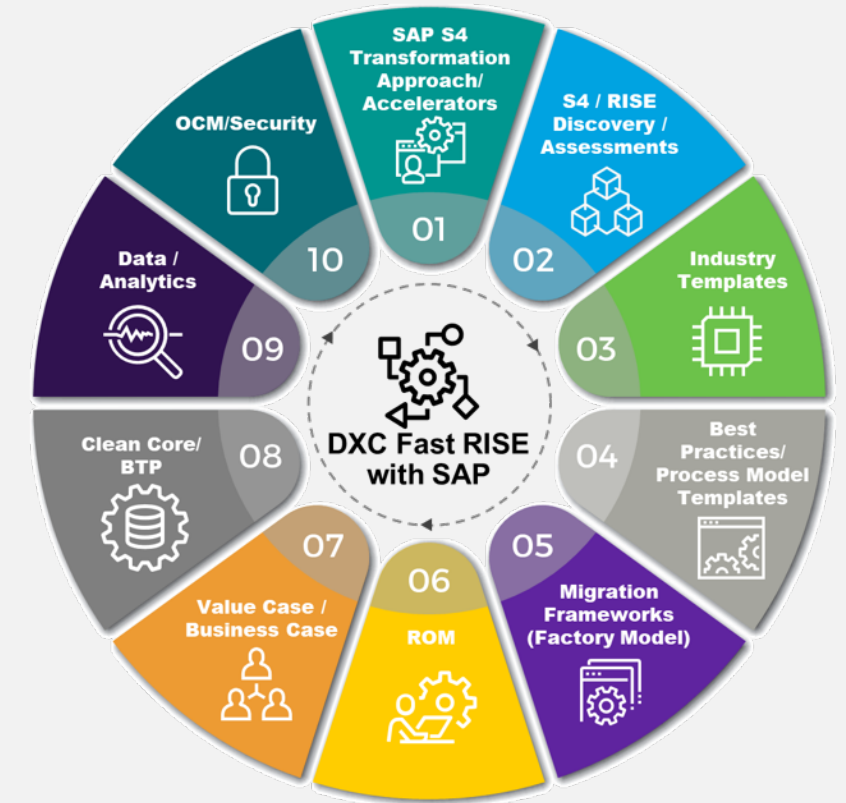 SAP S4
Transformation
Approach/
Accelerators
01
S4 / RISE
Discovery /
Assessments
02
Industry
Templates
03
Best
Practices/
Process Model
Templates
04
Migration
Frameworks
(Factory Model)
05
ROM
06
Value Case /
Business Case
07
Clean Core/
BTP
08
Data /
Analytics
09
OCM/Security
10
DXC Fast RISE
with SAP